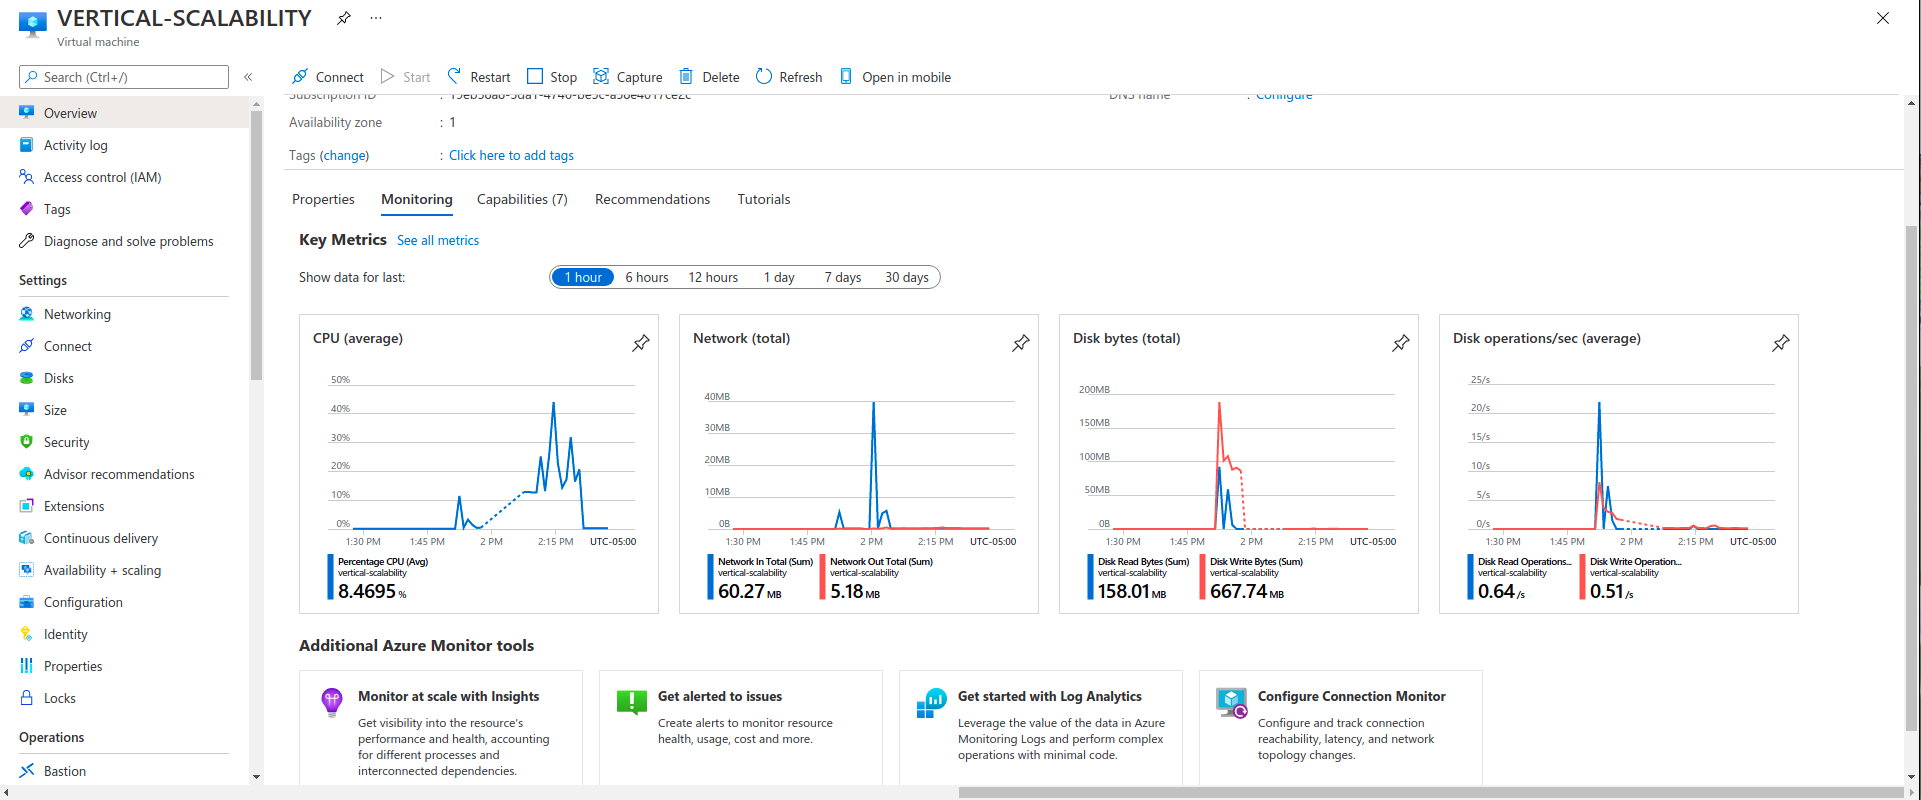 VERTICAL-SCALABILITY
Virtual machine
Search (Ctrl+/)
Connect Start Restart Stop Capture Delete Refresh Open in mobile
Overview
Activity log
Access control (IAM)
Tags
Diagnose and solve problems
Settings
Networking
Connect
Disks
Size
Security
Advisor recommendations
Extensions
Continuous delivery
Availability + scaling
Configuration
Identity
Properties
Locks
Operations
Bastion
Subscription ID :
DNS name : Configure
Availability zone : 1
Tags (change) : Click here to add tags
Properties Monitoring Capabilities (7) Recommendations Tutorials
Key Metrics See all metrics
Show data for last: 1 hour 6 hours 12 hours 1 day 7 days 30 days
CPU (average)
50%
40%
30%
20%
10%
0%
1:30 PM 1:45 PM 2 PM 2:15 PM UTC-05:00
Percentage CPU (Avg)
vertical-scalability
8.4695 %
Network (total)
40MB
30MB
20MB
10MB
0B
1:30 PM 1:45 PM 2 PM 2:15 PM UTC-05:00
Network In Total (Sum)
vertical-scalability
60.27 MB
Network Out Total (Sum)
vertical-scalability
5.18 MB
Disk bytes (total)
200MB
150MB
100MB
50MB
0B
1:30 PM 1:45 PM 2 PM 2:15 PM UTC-05:00
Disk Read Bytes (Sum)
vertical-scalability
158.01 MB
Disk Write Bytes (Sum)
vertical-scalability
667.74 MB
Disk operations/sec (average)
25/s
20/s
15/s
10/s
5/s
0/s
1:30 PM 1:45 PM 2 PM 2:15 PM UTC-05:00
Disk Read Operations...
vertical-scalability
0.64 /s
Disk Write Operation...
vertical-scalability
0.51 /s
Additional Azure Monitor tools
Monitor at scale with Insights
Get visibility into the resource's
performance and health, accounting
for different processes and
interconnected dependencies.
Get alerted to issues
Create alerts to monitor resource
health, usage, cost and more.
Get started with Log Analytics
Leverage the value of the data in Azure
Monitoring Logs and perform complex
operations with minimal code.
Configure Connection Monitor
Configure and track connection
reachability, latency, and network
topology changes.